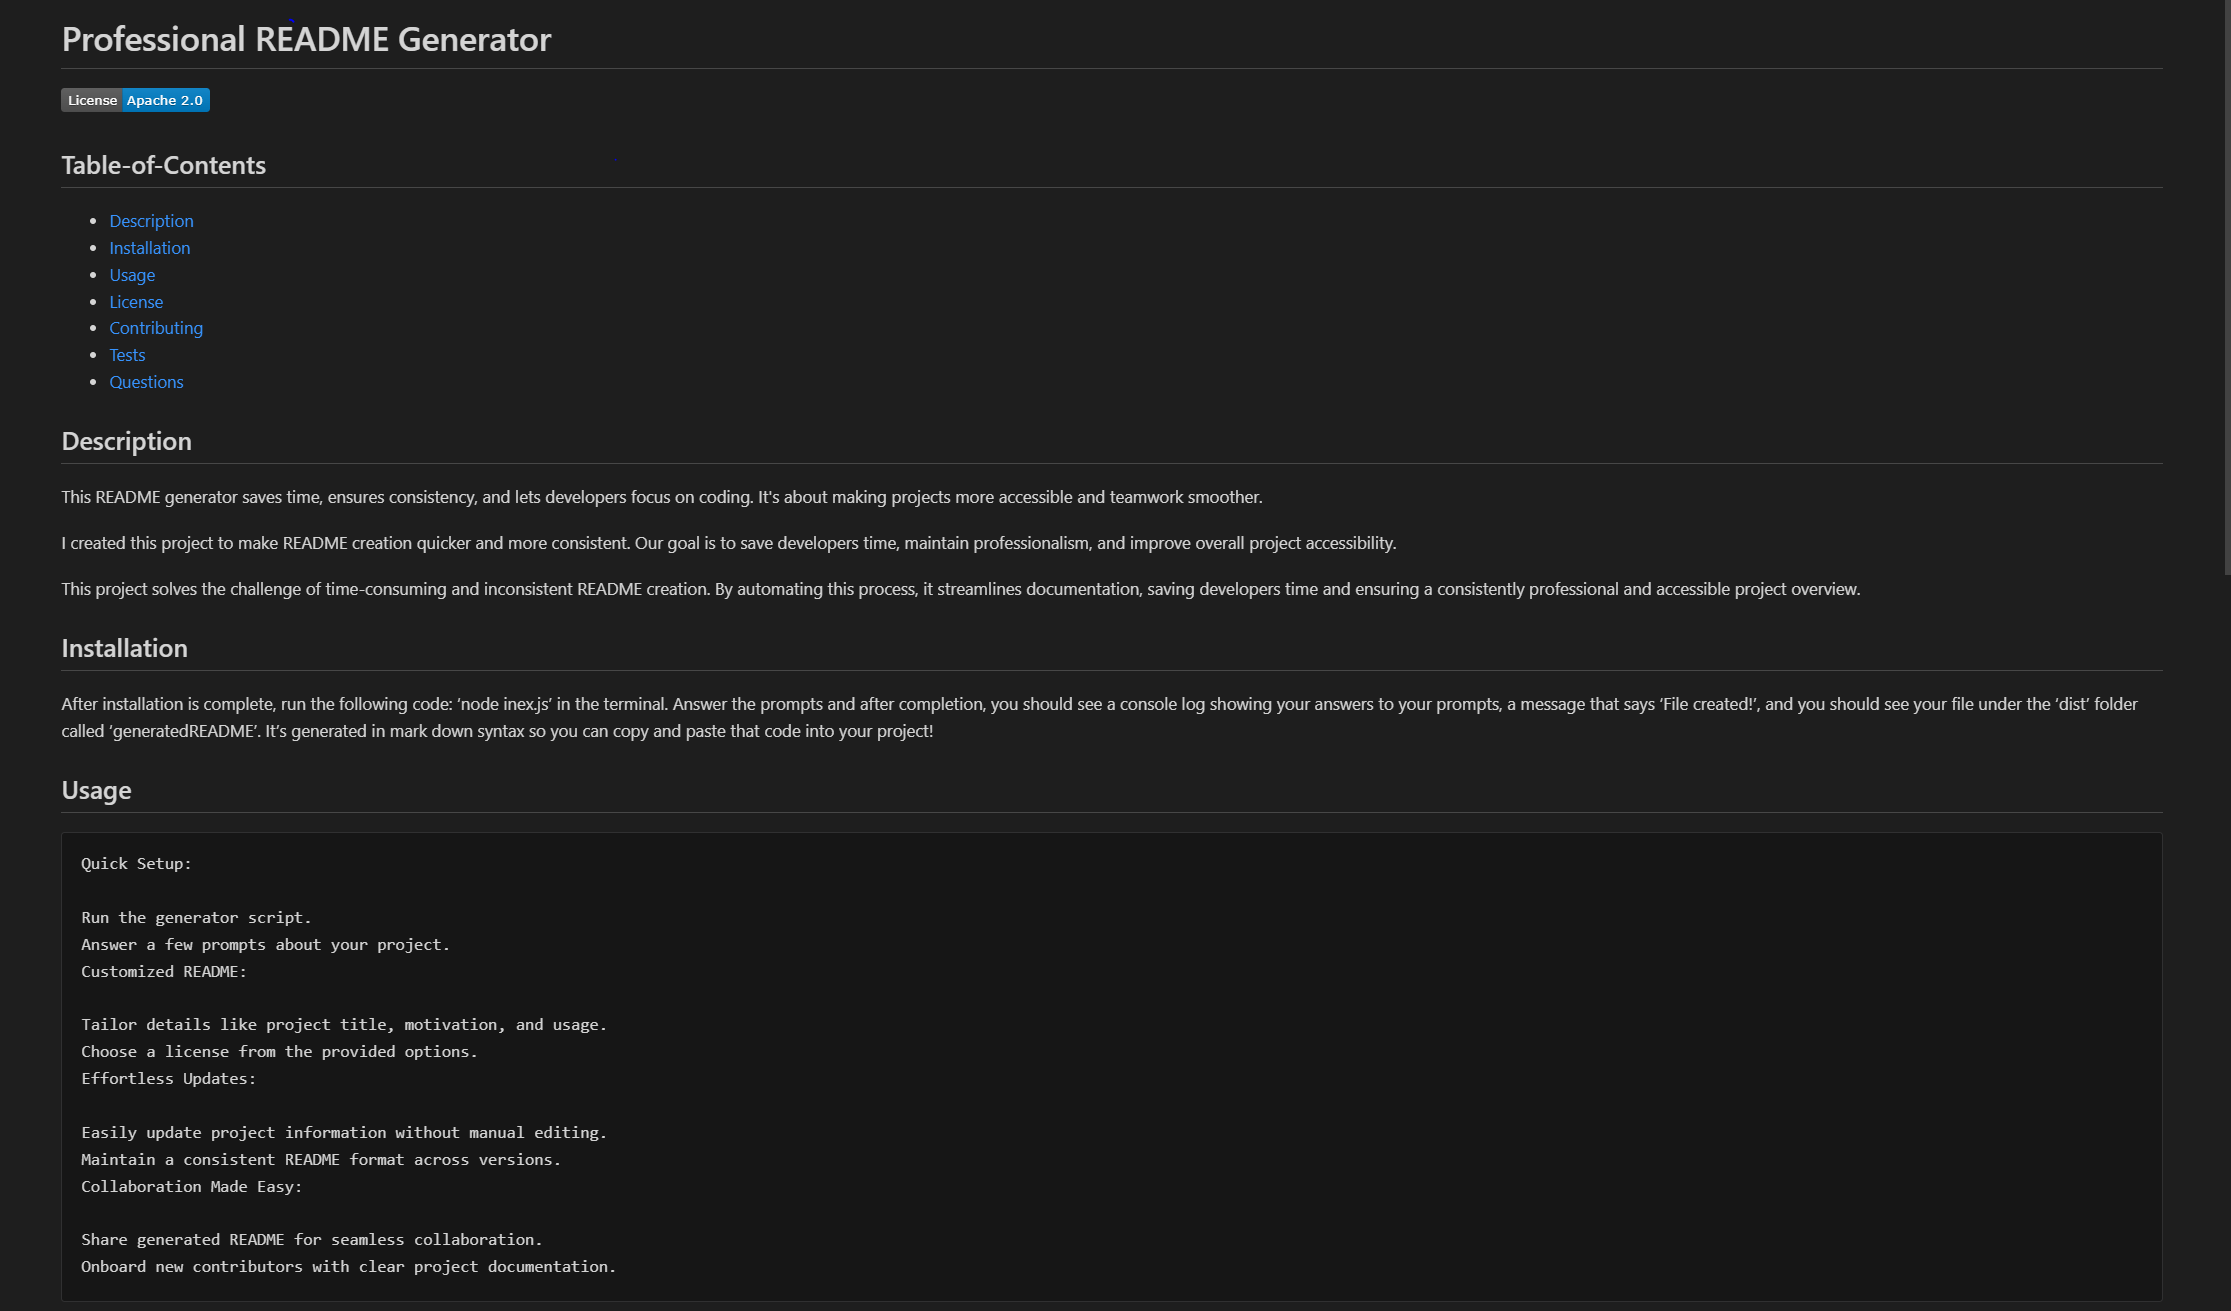 Professional README Generator
License Apache 2.0
Table-of-Contents
Description
Installation
Usage
License
Contributing
Tests
Questions
Description
This README generator saves time, ensures consistency, and lets developers focus on coding. It's about making projects more accessible and teamwork smoother.
I created this project to make README creation quicker and more consistent. Our goal is to save developers time, maintain professionalism, and improve overall project accessibility.
This project solves the challenge of time-consuming and inconsistent README creation. By automating this process, it streamlines documentation, saving developers time and ensuring a consistently professional and accessible project overview.
Installation
After installation is complete, run the following code: ‘node inex.js’ in the terminal. Answer the prompts and after completion, you should see a console log showing your answers to your prompts, a message that says ‘File created!’, and you should see your file under the ‘dist’ folder
called ‘generatedREADME’. It’s generated in mark down syntax so you can copy and paste that code into your project!
Usage
Quick Setup:
Run the generator script.
Answer a few prompts about your project.
Customized README:
Tailor details like project title, motivation, and usage.
Choose a license from the provided options.
Effortless Updates:
Easily update project information without manual editing.
Maintain a consistent README format across versions.
Collaboration Made Easy:
Share generated README for seamless collaboration.
Onboard new contributors with clear project documentation.